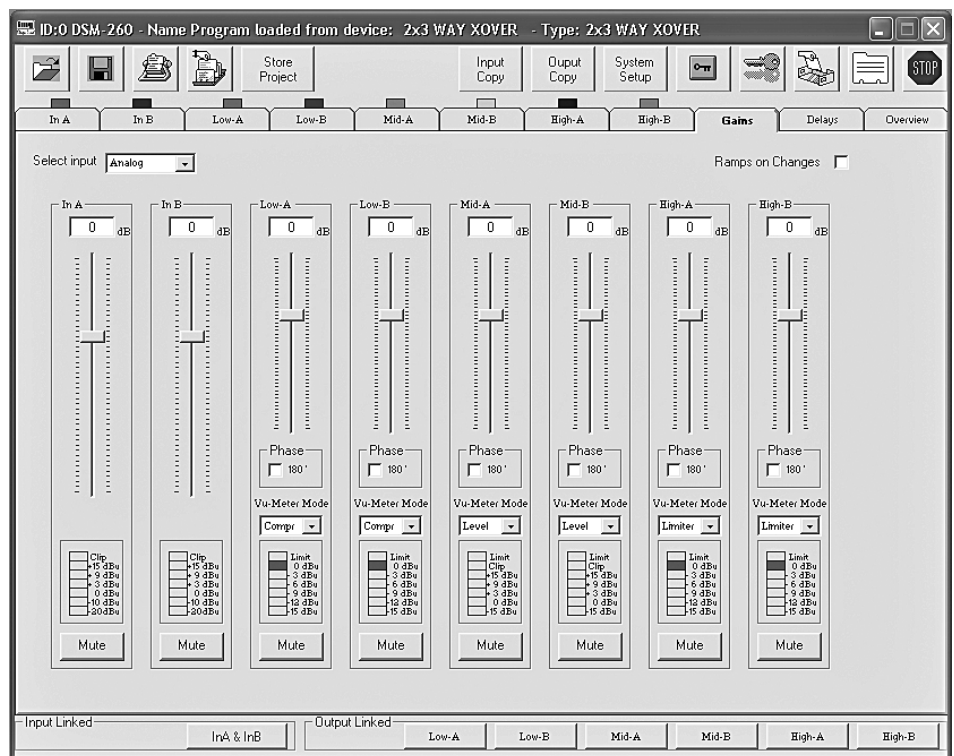 ID:0 DSM-260 - Name Program loaded from device: 2x3 WAY XOVER - Type: 2x3 WAY XOVER
Store Project
Input Copy
Ouput Copy
System Setup
STOP
In A
In B
Low-A
Low-B
Mid-A
Mid-B
High-A
High-B
Gains
Delays
Overview
Select input Analog
Ramps on Changes
In A
0 dB
Clip
+15 dBu
+ 9 dBu
+ 3 dBu
0 dBu
-10 dBu
-20dBu
Mute
In B
0 dB
Clip
+15 dBu
+ 9 dBu
+ 3 dBu
0 dBu
-10 dBu
-20dBu
Mute
Low-A
0 dB
Phase
180 '
Vu-Meter Mode
Compr
Limit
0 dBu
- 3 dBu
- 6 dBu
- 9 dBu
-12 dBu
-15 dBu
Mute
Low-B
0 dB
Phase
180 '
Vu-Meter Mode
Compr
Limit
0 dBu
- 3 dBu
- 6 dBu
- 9 dBu
-12 dBu
-15 dBu
Mute
Mid-A
0 dB
Phase
180 '
Vu-Meter Mode
Level
Limit
Clip
+15 dBu
+ 9 dBu
+ 3 dBu
0 dBu
-15 dBu
Mute
Mid-B
0 dB
Phase
180 '
Vu-Meter Mode
Level
Limit
Clip
+15 dBu
+ 9 dBu
+ 3 dBu
0 dBu
-15 dBu
Mute
High-A
0 dB
Phase
180 '
Vu-Meter Mode
Limiter
Limit
0 dBu
- 3 dBu
- 6 dBu
- 9 dBu
-12 dBu
-15 dBu
Mute
High-B
0 dB
Phase
180 '
Vu-Meter Mode
Limiter
Limit
0 dBu
- 3 dBu
- 6 dBu
- 9 dBu
-12 dBu
-15 dBu
Mute
Input Linked
InA & InB
Output Linked
Low-A
Low-B
Mid-A
Mid-B
High-A
High-B